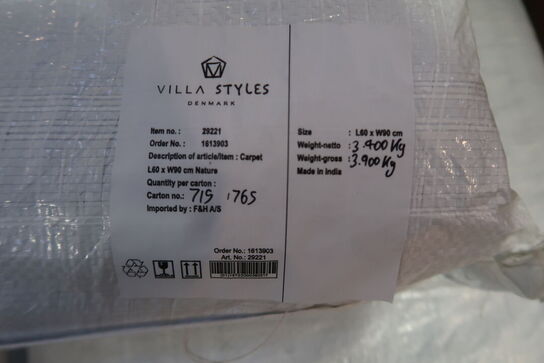 VILLA STYLES
DENMARK
Item no. : 29221
Order No. : 1613903
Description of article/item : Carpet
L60 x W90 cm Nature
Quantity per carton :
Carton no.: 719 / 765
Imported by : F&H A/S
Order No.: 1613903
Art. No.: 29221
Size : L60 x W90 cm
Weight-netto : 3.400 Kg
Weight-gross : 3.900 Kg
Made in India